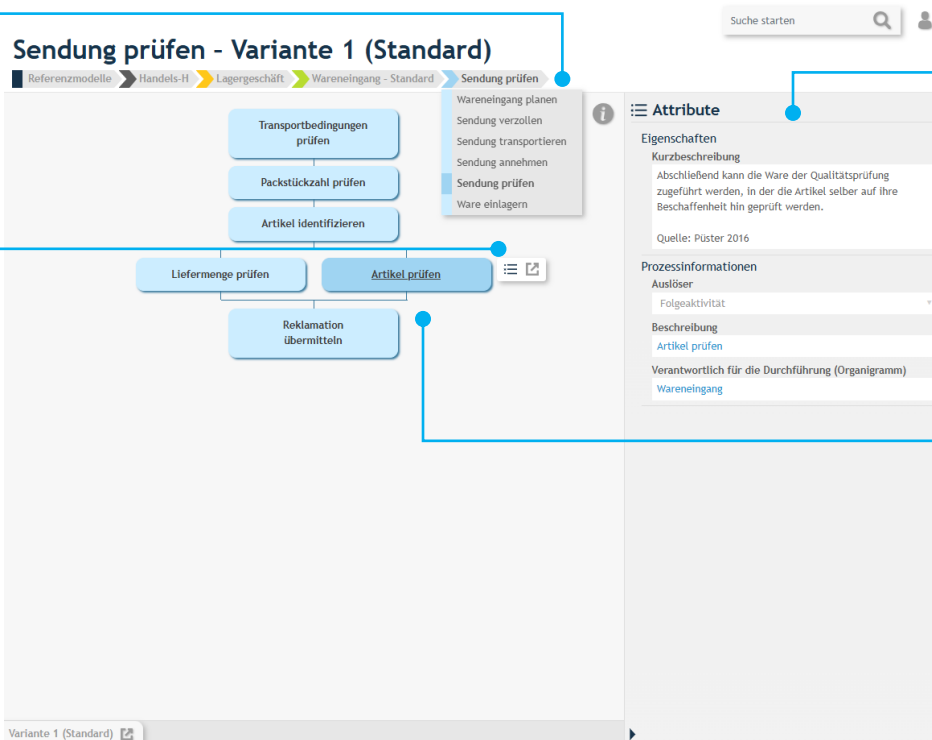 Suche starten
Sendung prüfen - Variante 1 (Standard)
Referenzmodelle Handels-H Lagergeschäft Wareneingang - Standard Sendung prüfen
Wareneingang planen
Sendung verzollen
Sendung transportieren
Sendung annehmen
Sendung prüfen
Ware einlagern
Transportbedingungen
prüfen
Packstückzahl prüfen
Artikel identifizieren
Liefermenge prüfen
Artikel prüfen
Reklamation
übermitteln
Attribute
Eigenschaften
Kurzbeschreibung
Abschließend kann die Ware der Qualitätsprüfung
zugeführt werden, in der die Artikel selber auf ihre
Beschaffenheit hin geprüft werden.
Quelle: Püster 2016
Prozessinformationen
Auslöser
Folgeaktivität
Beschreibung
Artikel prüfen
Verantwortlich für die Durchführung (Organigramm)
Wareneingang
Variante 1 (Standard)